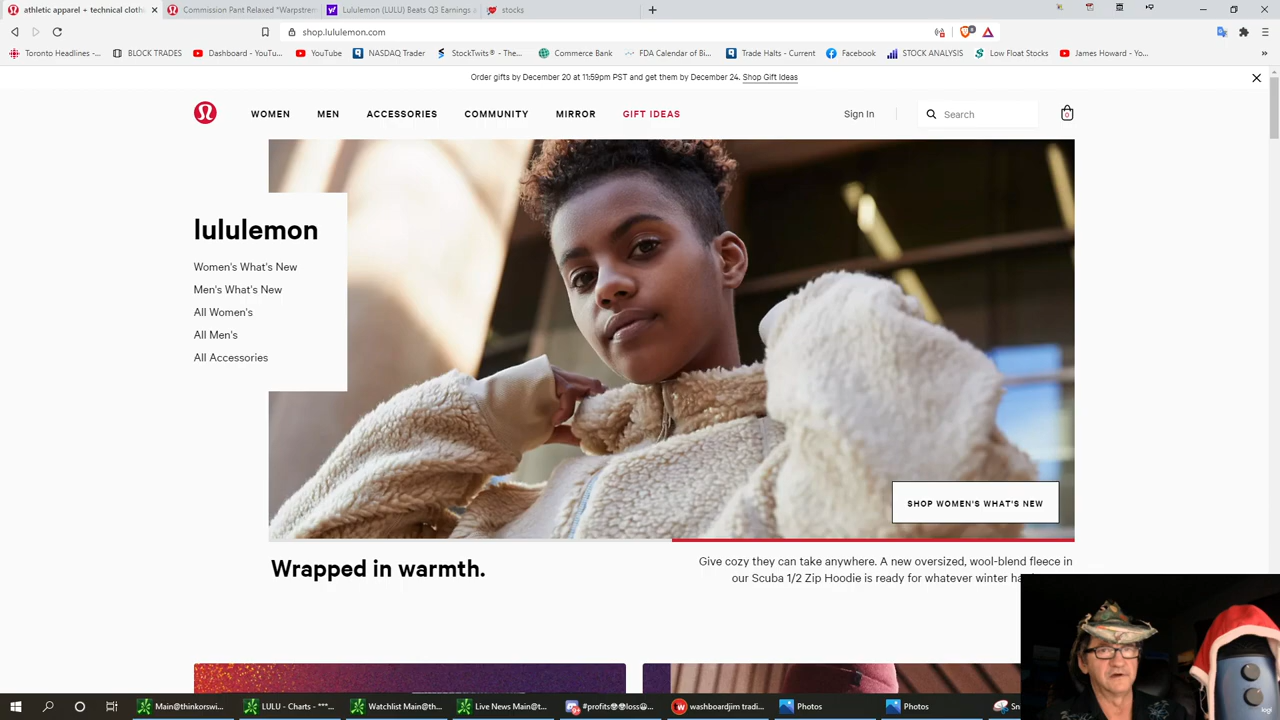 athletic apparel + technical cloth
Commission Pant Relaxed *Warpstrem
Lululemon (LULU) Beats Q3 Earnings a
stocks
shop.lululemon.com
Toronto Headlines -...
BLOCK TRADES
Dashboard - YouTu...
YouTube
NASDAQ Trader
StockTwits® - The...
Commerce Bank
FDA Calendar of Bi...
Trade Halts - Current
Facebook
STOCK ANALYSIS
Low Float Stocks
James Howard - Yo...
Order gifts by December 20 at 11:59pm PST and get them by December 24. Shop Gift Ideas
WOMEN
MEN
ACCESSORIES
COMMUNITY
MIRROR
GIFT IDEAS
Sign In
Search
0
lululemon
Women's What's New
Men's What's New
All Women's
All Men's
All Accessories
SHOP WOMEN'S WHAT'S NEW
Wrapped in warmth.
Give cozy they can take anywhere. A new oversized, wool-blend fleece in
our Scuba 1/2 Zip Hoodie is ready for whatever winter
logi
Main@thinkorswi...
LULU - Charts - ***...
Watchlist Main@th...
Live News Main@t...
washboardjim tradi...
Photos
Photos